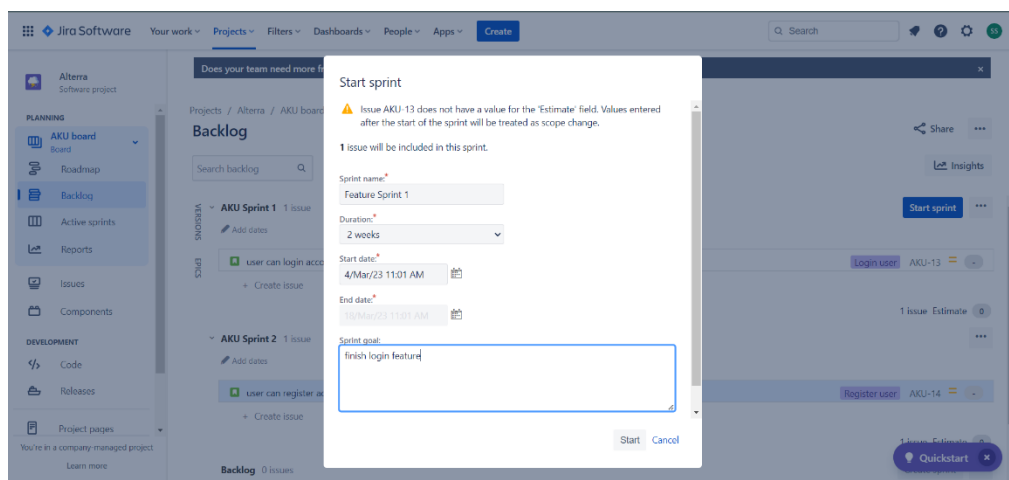 Jira Software Your work Projects Filters Dashboards People Apps Create Search SS
Alterra
Software project
PLANNING
AKU board
Board
Roadmap
Backlog
Active sprints
Reports
Issues
Components
DEVELOPMENT
Code
Releases
Project pages
You're in a company-managed project
Learn more
Does your team need more
Projects / Alterra / AKU board
Backlog
Share
Search backlog
Insights
VERSIONS
EPICS
AKU Sprint 1 1 issue
Start sprint
Add dates
user can login
Login user AKU-13 -
+ Create issue
1 issue Estimate 0
AKU Sprint 2 1 issue
Add dates
user can register
Register user AKU-14 -
+ Create issue
1 issue Estimate 0
Backlog 0 issues
Quickstart ×
Start sprint
Issue AKU-13 does not have a value for the 'Estimate' field. Values entered
after the start of the sprint will be treated as scope change.
1 issue will be included in this sprint.
Sprint name:*
Feature Sprint 1
Duration:*
2 weeks
Start date:*
4/Mar/23 11:01 AM
End date:*
18/Mar/23 11:01 AM
Sprint goal:
finish login feature
Start Cancel